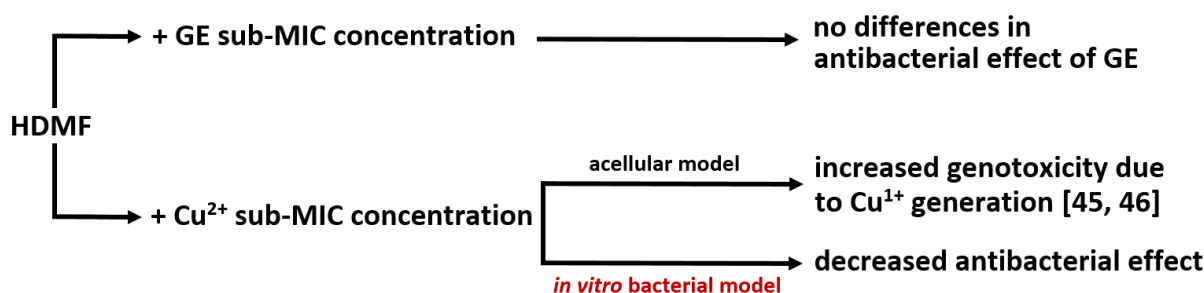 + GE sub-MIC concentration
no differences in
antibacterial effect of GE
HDMF
+ Cu²⁺ sub-MIC concentration
acellular model
increased genotoxicity due
to Cu¹⁺ generation [45, 46]
in vitro bacterial model
decreased antibacterial effect